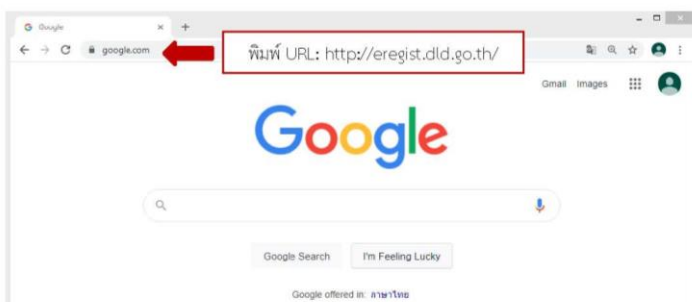 Google
google.com
พิมพ์ URL: http://eregist.dld.go.th/
Gmail Images
Google
Google Search I'm Feeling Lucky
Google offered in: ภาษาไทย